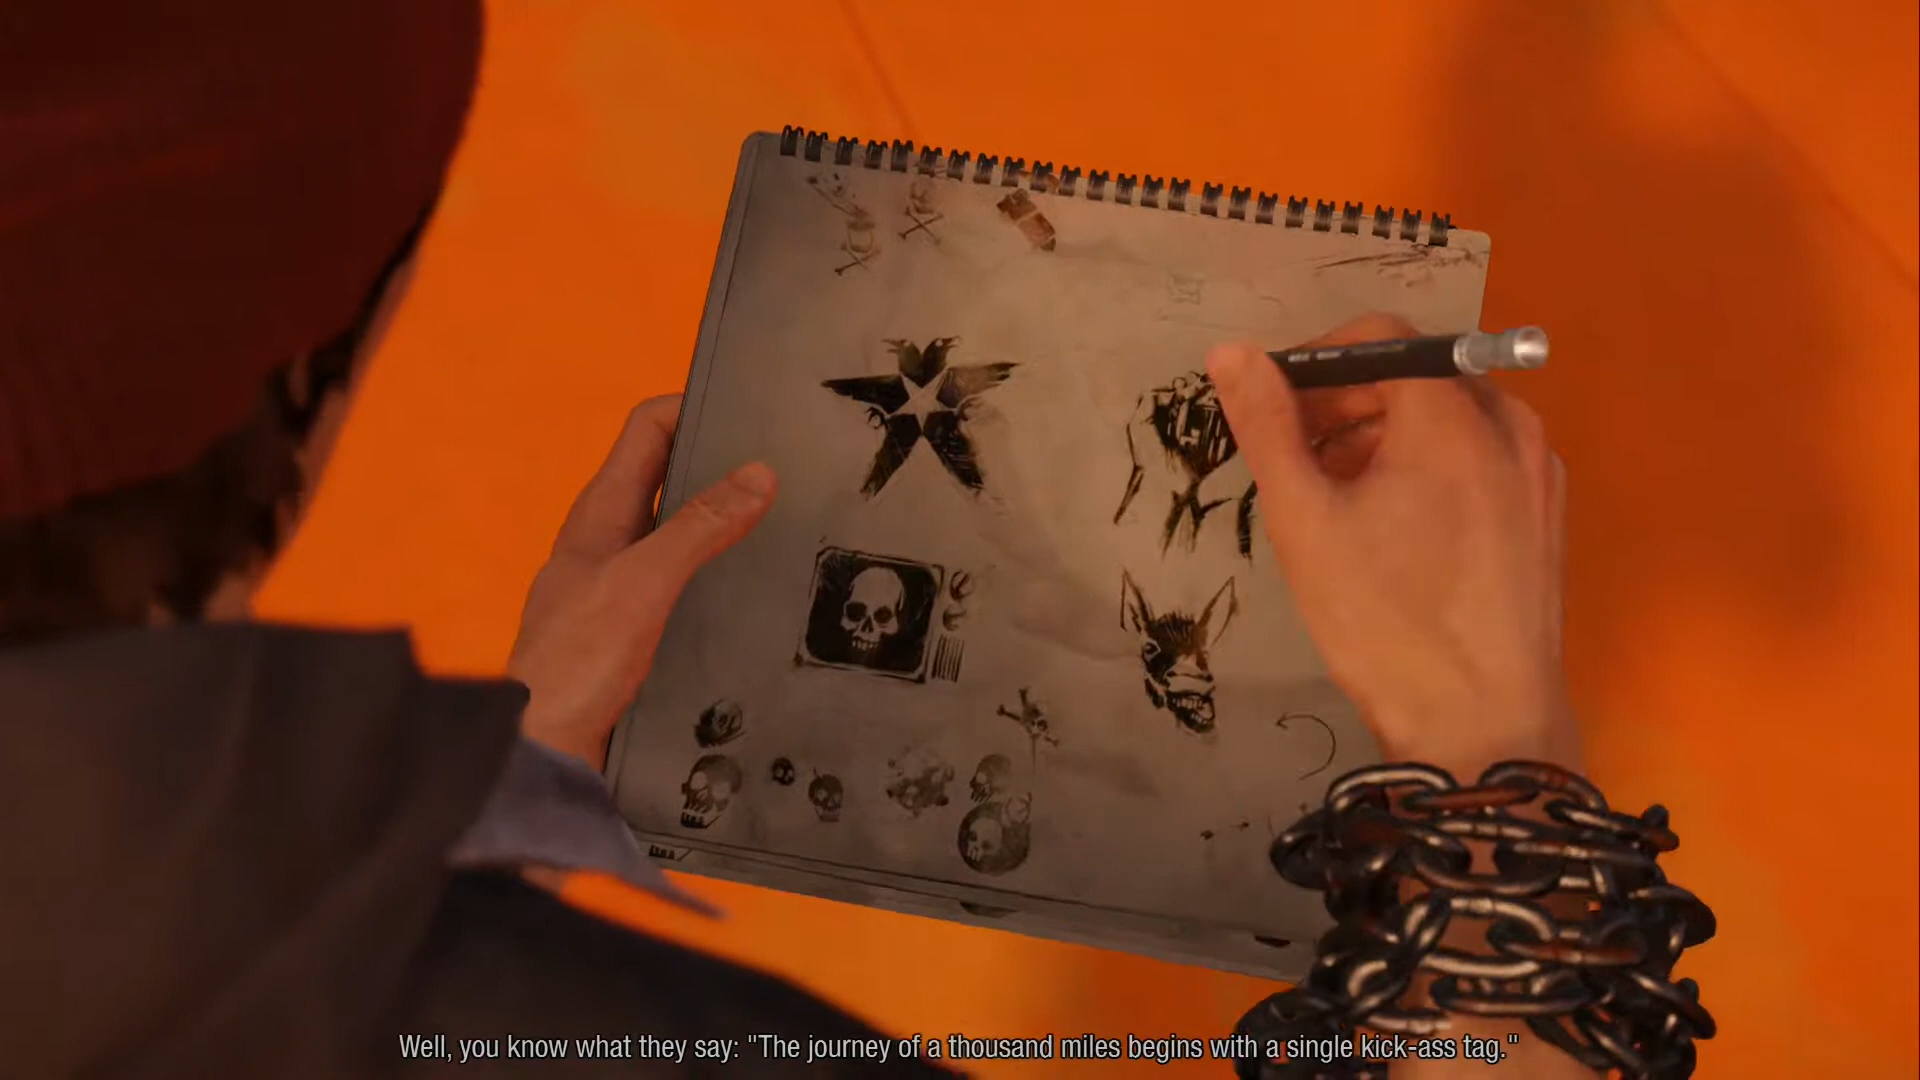 Well, you know what they say: "The journey of a thousand miles begins with a single kick-ass tag."